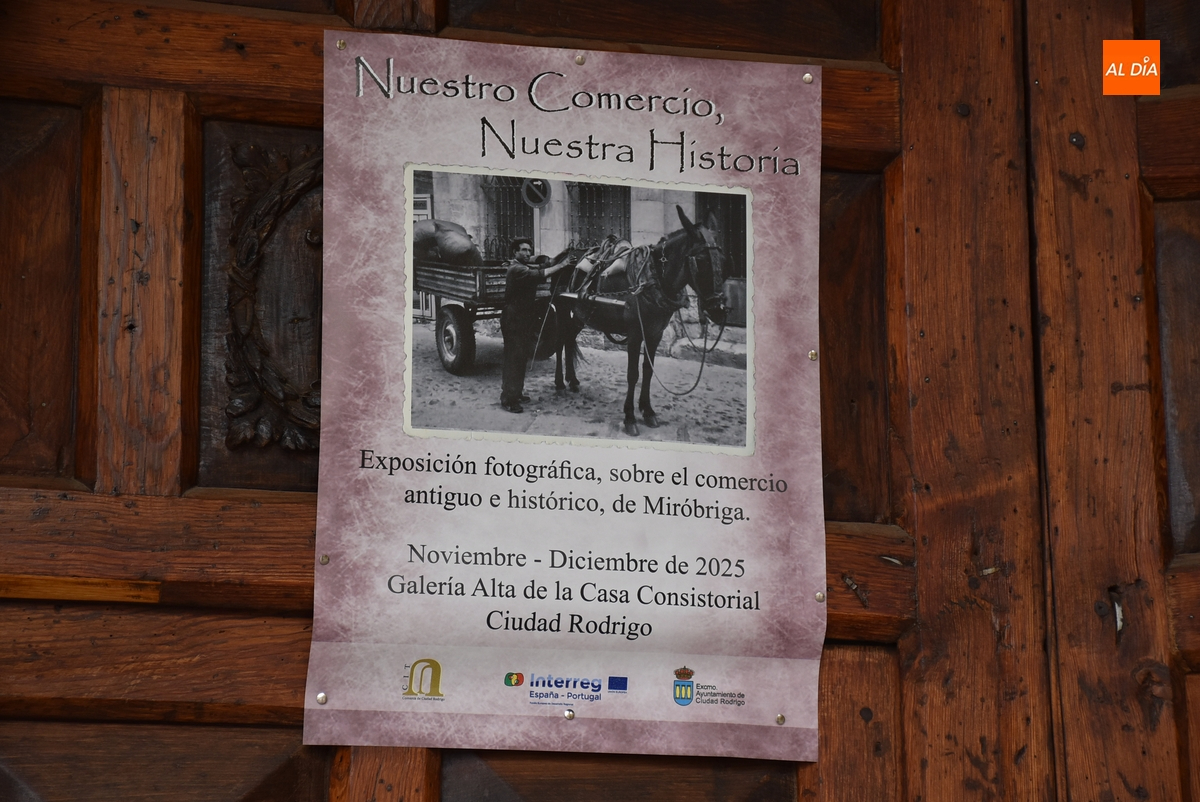 AL DÍA
Nuestro Comercio,
Nuestra Historia
Exposición fotográfica, sobre el comercio
antiguo e histórico, de Miróbriga.
Noviembre - Diciembre de 2025
Galería Alta de la Casa Consistorial
Ciudad Rodrigo
CIT
Interreg
España - Portugal
Excmo.
Ayuntamiento de
Ciudad Rodrigo